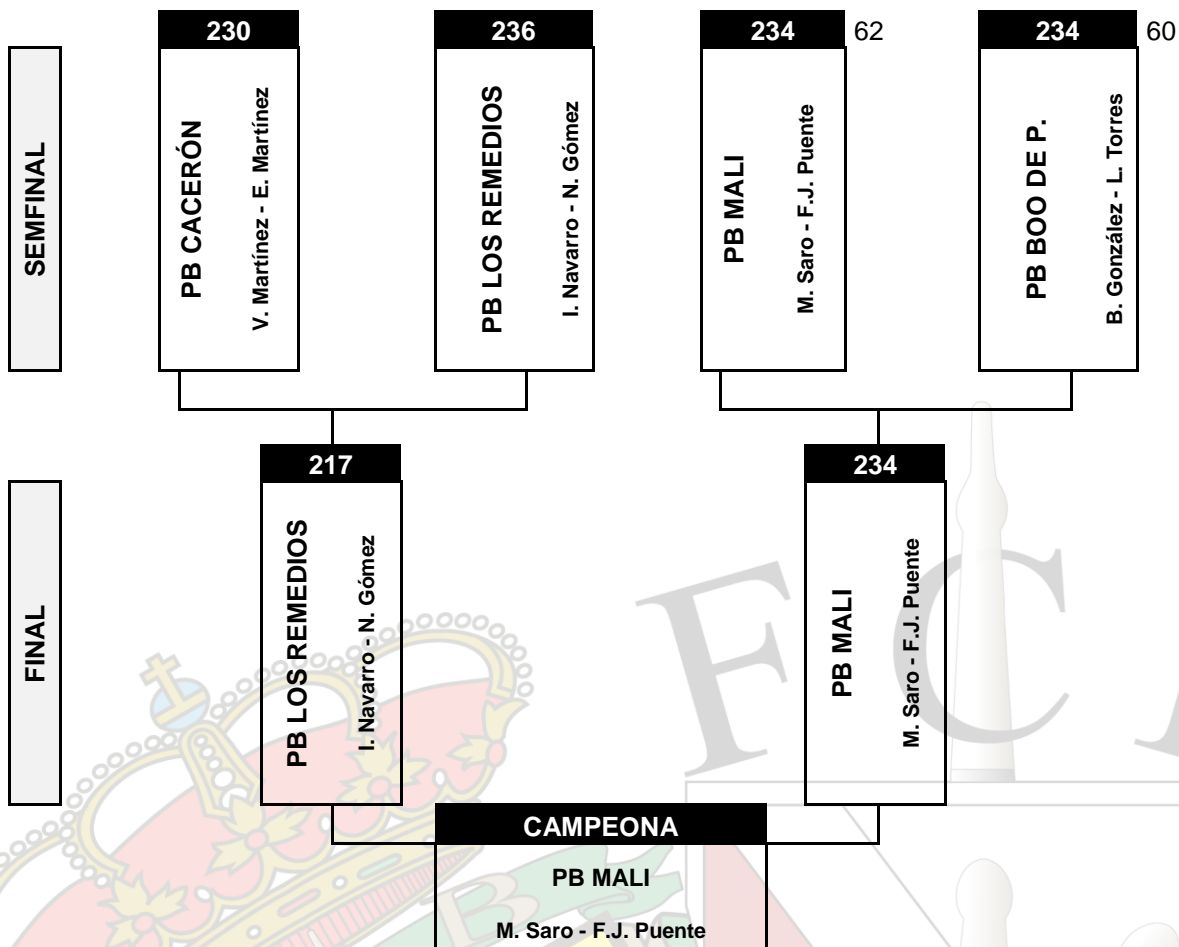 230
236
234
62
234
60
SEMFINAL
PB CACERÓN
V. Martínez - E. Martínez
PB LOS REMEDIOS
I. Navarro - N. Gómez
PB MALI
M. Saro - F.J. Puente
PB BOO DE P.
B. González - L. Torres
217
234
FINAL
PB LOS REMEDIOS
I. Navarro - N. Gómez
PB MALI
M. Saro - F.J. Puente
F C
CAMPEONA
PB MALI
M. Saro - F.J. Puente
B